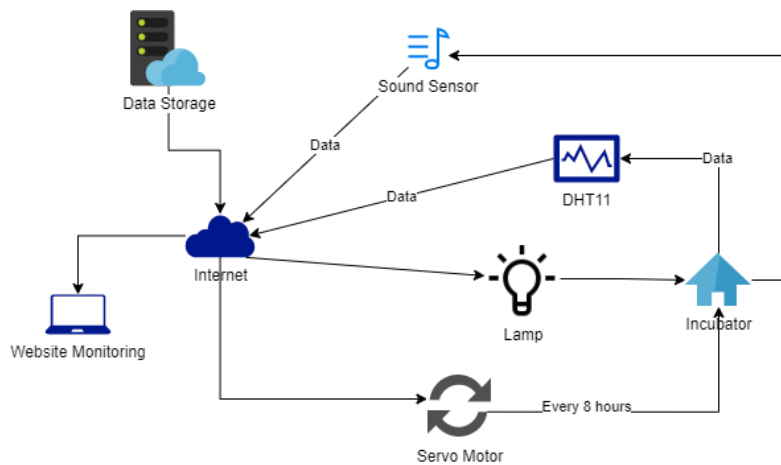 Sound Sensor
Data Storage
Data
Data
Data
DHT11
Internet
Lamp
Incubator
Website Monitoring
Every 8 hours
Servo Motor